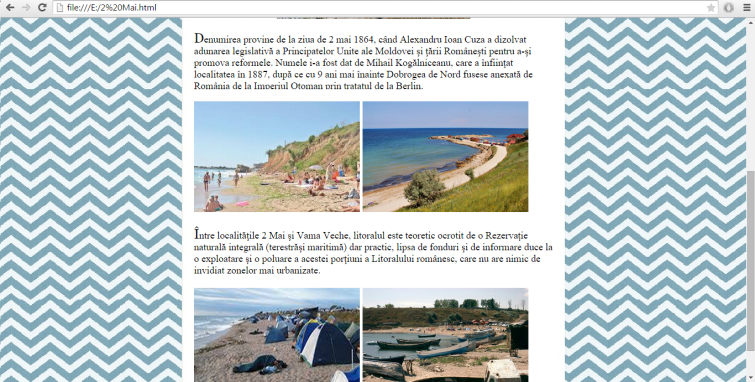 file:///E:/2%20Mai.html
Denumirea provine de la ziua de 2 mai 1864, când Alexandru Ioan Cuza a dizolvat
adunarea legislativă a Principatelor Unite ale Moldovei și țării Românești pentru a-și
promova reformele. Numele i-a fost dat de Mihail Kogălniceanu, care a înființat
localitatea în 1887, după ce cu 9 ani mai înainte Dobrogea de Nord fusese anexată de
România de la Imperiul Otoman prin tratatul de la Berlin.
Între localitățile 2 Mai și Vama Veche, litoralul este teoretic ocrotit de o Rezervație
naturală integrală (terestrăși maritimă) dar practic, lipsa de fonduri și de informare duce la
o exploatare și o poluare a acestei porțiuni a Litoralului românesc, care nu are nimic de
invidiat zonelor mai urbanizate.